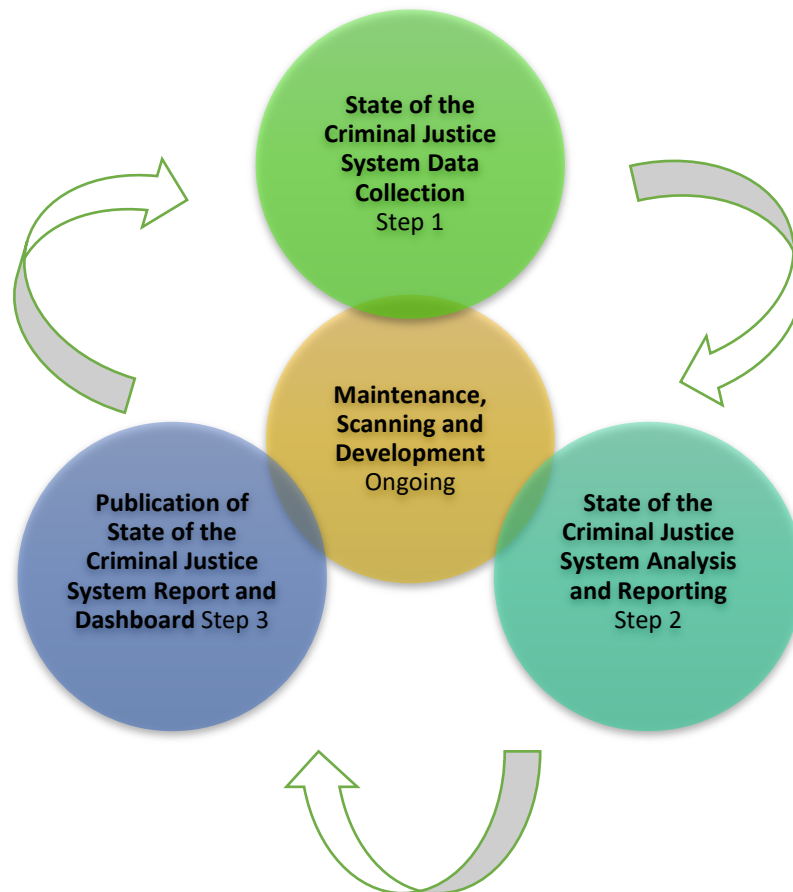 State of the
Criminal Justice
System Data
Collection
Step 1
Maintenance,
Scanning and
Development
Ongoing
Publication of
State of the
Criminal Justice
System Report and
Dashboard Step 3
State of the
Criminal Justice
System Analysis
and Reporting
Step 2